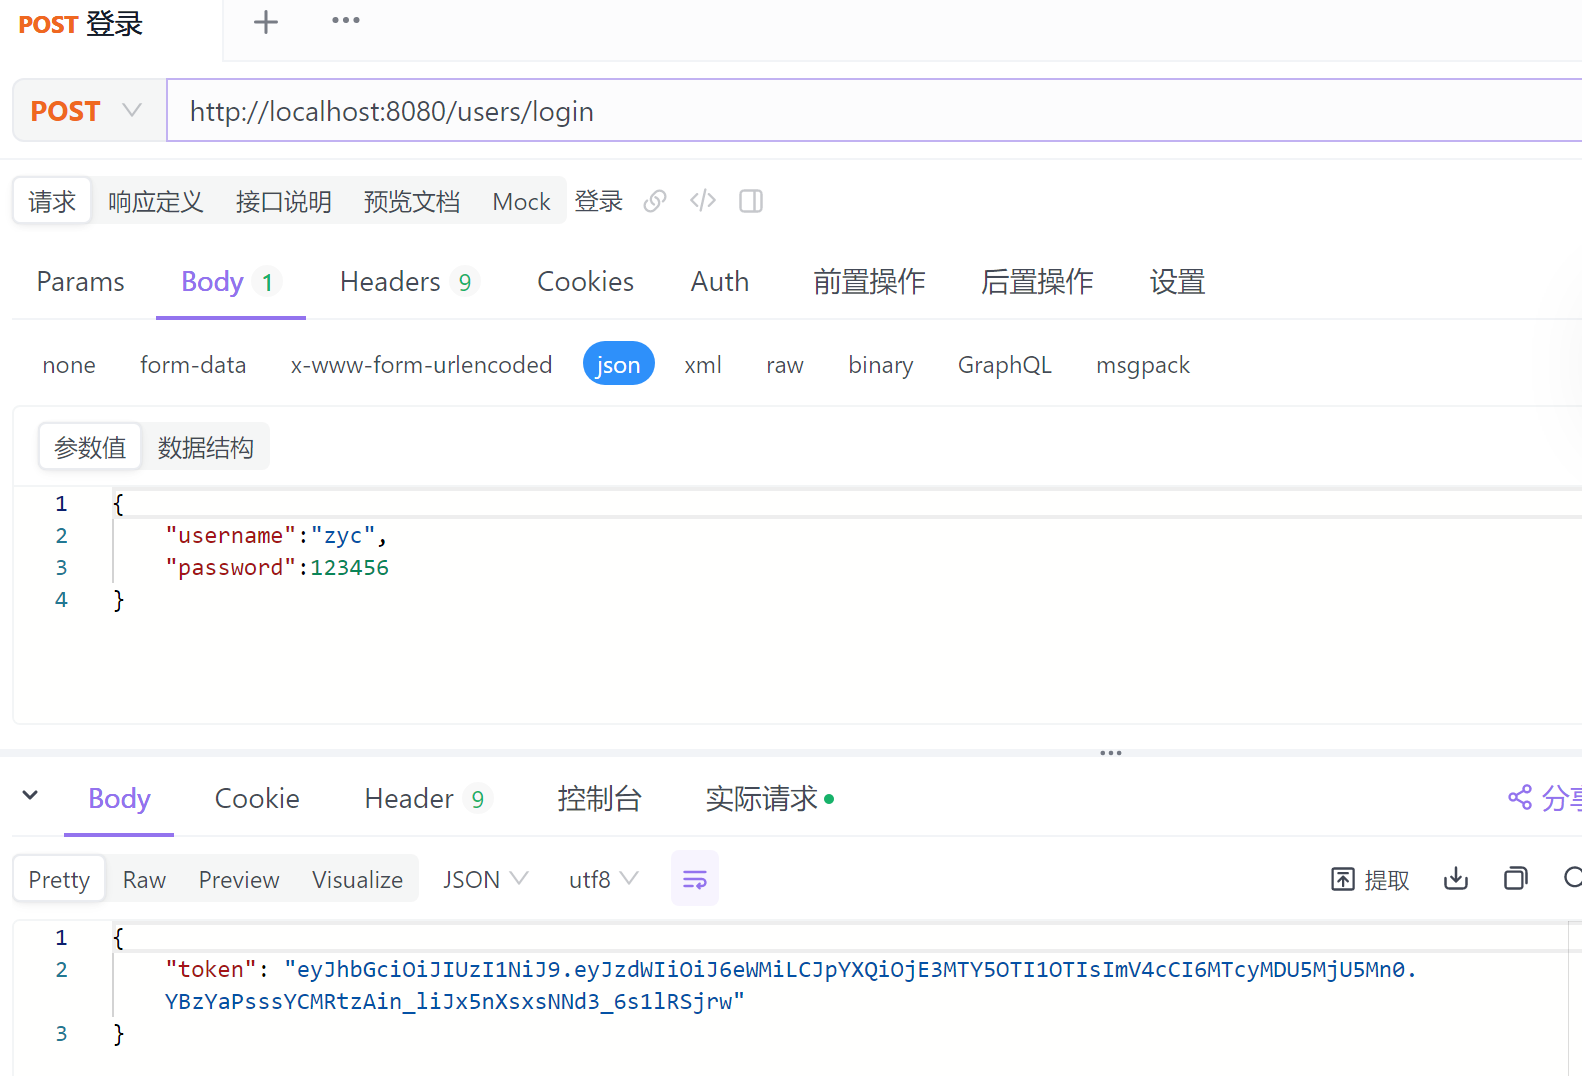 POST 登录
POST http://localhost:8080/users/login
请求 响应定义 接口说明 预览文档 Mock 登录
Params Body 1 Headers 9 Cookies Auth 前置操作 后置操作 设置
none form-data x-www-form-urlencoded json xml raw binary GraphQL msgpack
参数值 数据结构
1 {
2 "username":"zyc",
3 "password":123456
4 }
Body Cookie Header 9 控制台 实际请求 分享
Pretty Raw Preview Visualize JSON utf8 提取
1 {
2 "token": "eyJhbGciOiJIUzI1NiJ9.eyJzdWIiOiJ6eWMiLCJpYXQiOjE3MTY5OTI1OTIsImV4cCI6MTcyMDU5MjU5Mn0.
YBzYaPsssYCMRtzAin_liJx5nXsxsNNd3_6s1lRSjrw"
3 }